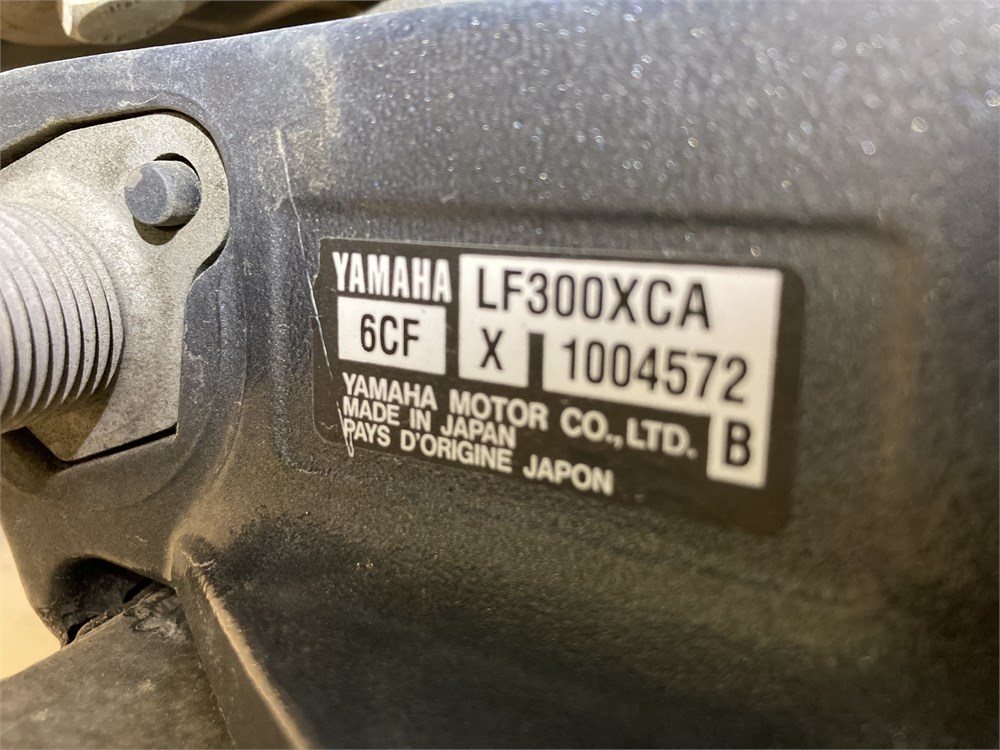 YAMAHA LF300XCA
6CF X 1004572
YAMAHA MOTOR CO., LTD. B
MADE IN JAPAN
PAYS D'ORIGINE JAPON